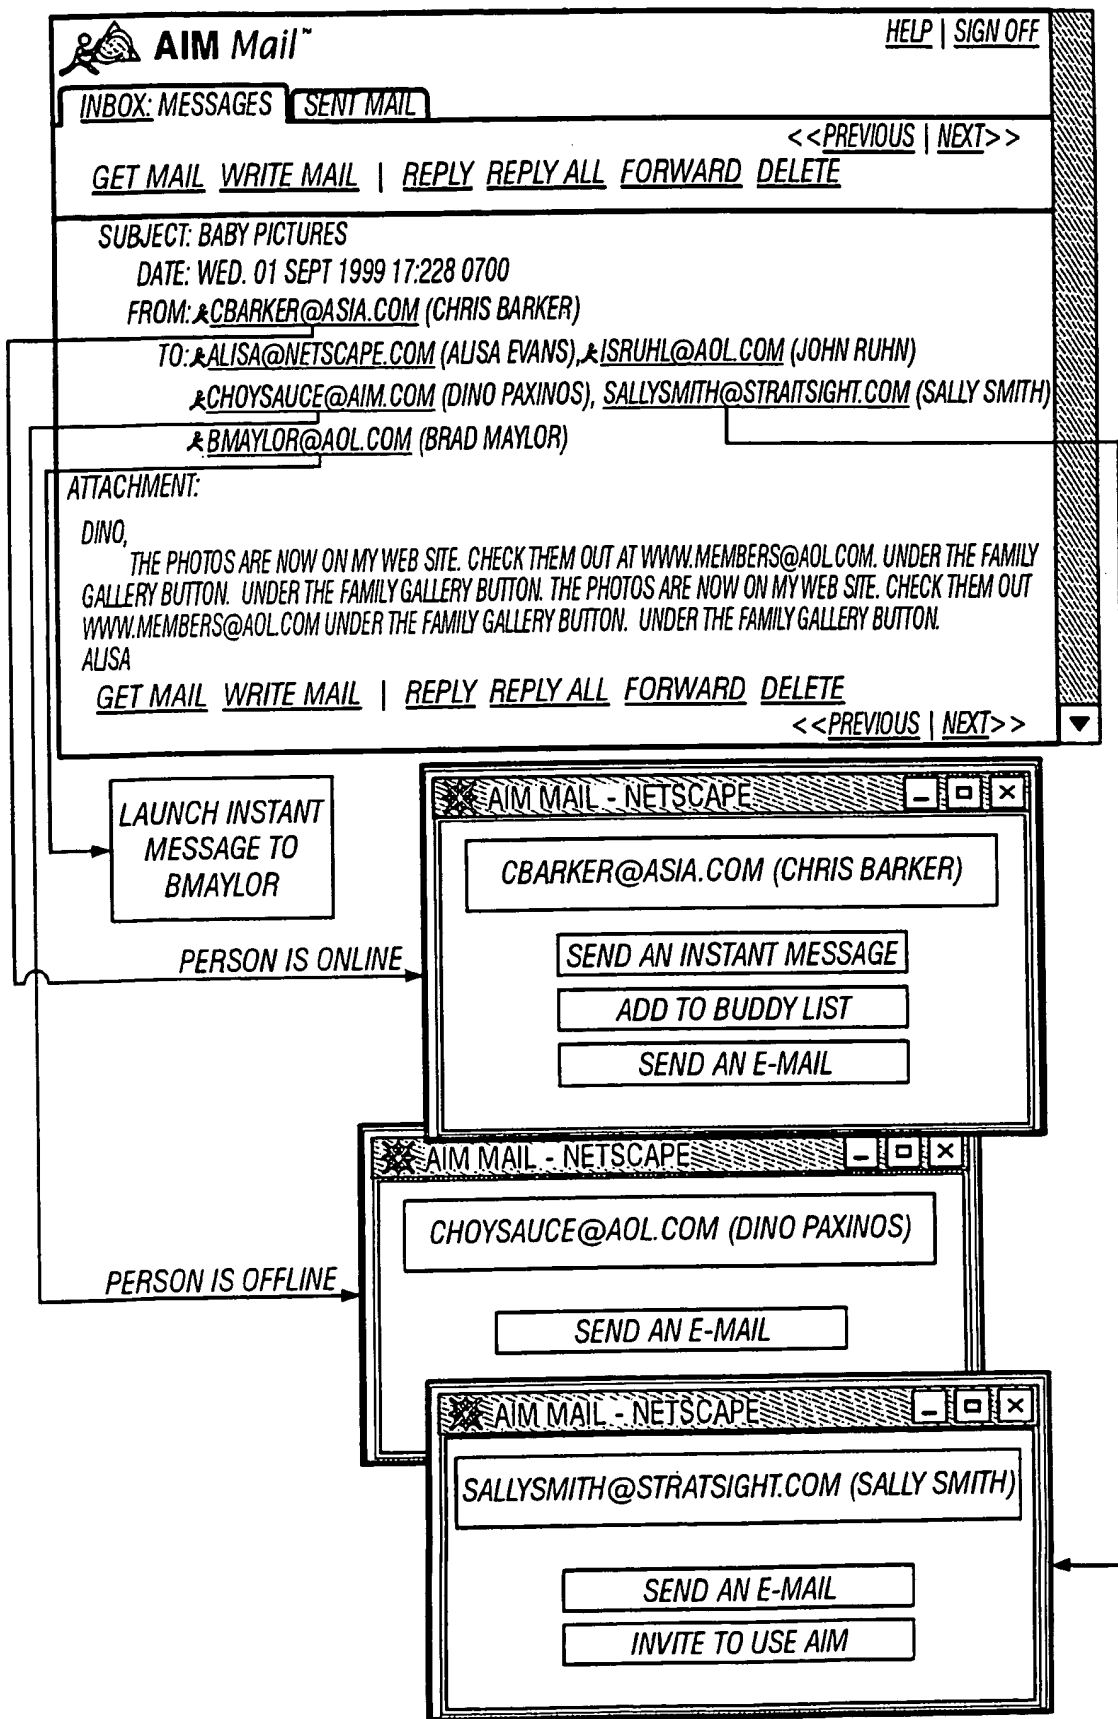 AIM Mail™
HELP | SIGN OFF
INBOX: MESSAGES SENT MAIL
<<PREVIOUS | NEXT>>
GET MAIL WRITE MAIL | REPLY REPLY ALL FORWARD DELETE
SUBJECT: BABY PICTURES
DATE: WED. 01 SEPT 1999 17:228 0700
FROM: CBARKER@ASIA.COM (CHRIS BARKER)
TO: ALISA@NETSCAPE.COM (ALISA EVANS), ISRUHL@AOL.COM (JOHN RUHN)
CHOYSAUCE@AIM.COM (DINO PAXINOS), SALLYSMITH@STRAITSIGHT.COM (SALLY SMITH)
BMAYLOR@AOL.COM (BRAD MAYLOR)
ATTACHMENT:
DINO,
THE PHOTOS ARE NOW ON MY WEB SITE. CHECK THEM OUT AT WWW.MEMBERS@AOL.COM. UNDER THE FAMILY
GALLERY BUTTON. UNDER THE FAMILY GALLERY BUTTON. THE PHOTOS ARE NOW ON MY WEB SITE. CHECK THEM OUT
WWW.MEMBERS@AOL.COM UNDER THE FAMILY GALLERY BUTTON. UNDER THE FAMILY GALLERY BUTTON.
ALISA
GET MAIL WRITE MAIL | REPLY REPLY ALL FORWARD DELETE
<<PREVIOUS | NEXT>>
LAUNCH INSTANT
MESSAGE TO
BMAYLOR
AIM MAIL - NETSCAPE
CBARKER@ASIA.COM (CHRIS BARKER)
PERSON IS ONLINE
SEND AN INSTANT MESSAGE
ADD TO BUDDY LIST
SEND AN E-MAIL
AIM MAIL - NETSCAPE
CHOYSAUCE@AOL.COM (DINO PAXINOS)
PERSON IS OFFLINE
SEND AN E-MAIL
AIM MAIL - NETSCAPE
SALLYSMITH@STRATSIGHT.COM (SALLY SMITH)
SEND AN E-MAIL
INVITE TO USE AIM